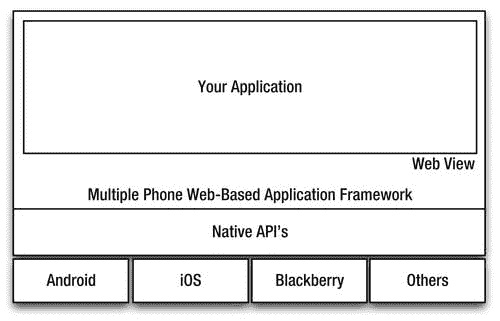 Your Application
Web View
Multiple Phone Web-Based Application Framework
Native API's
Android iOS Blackberry Others